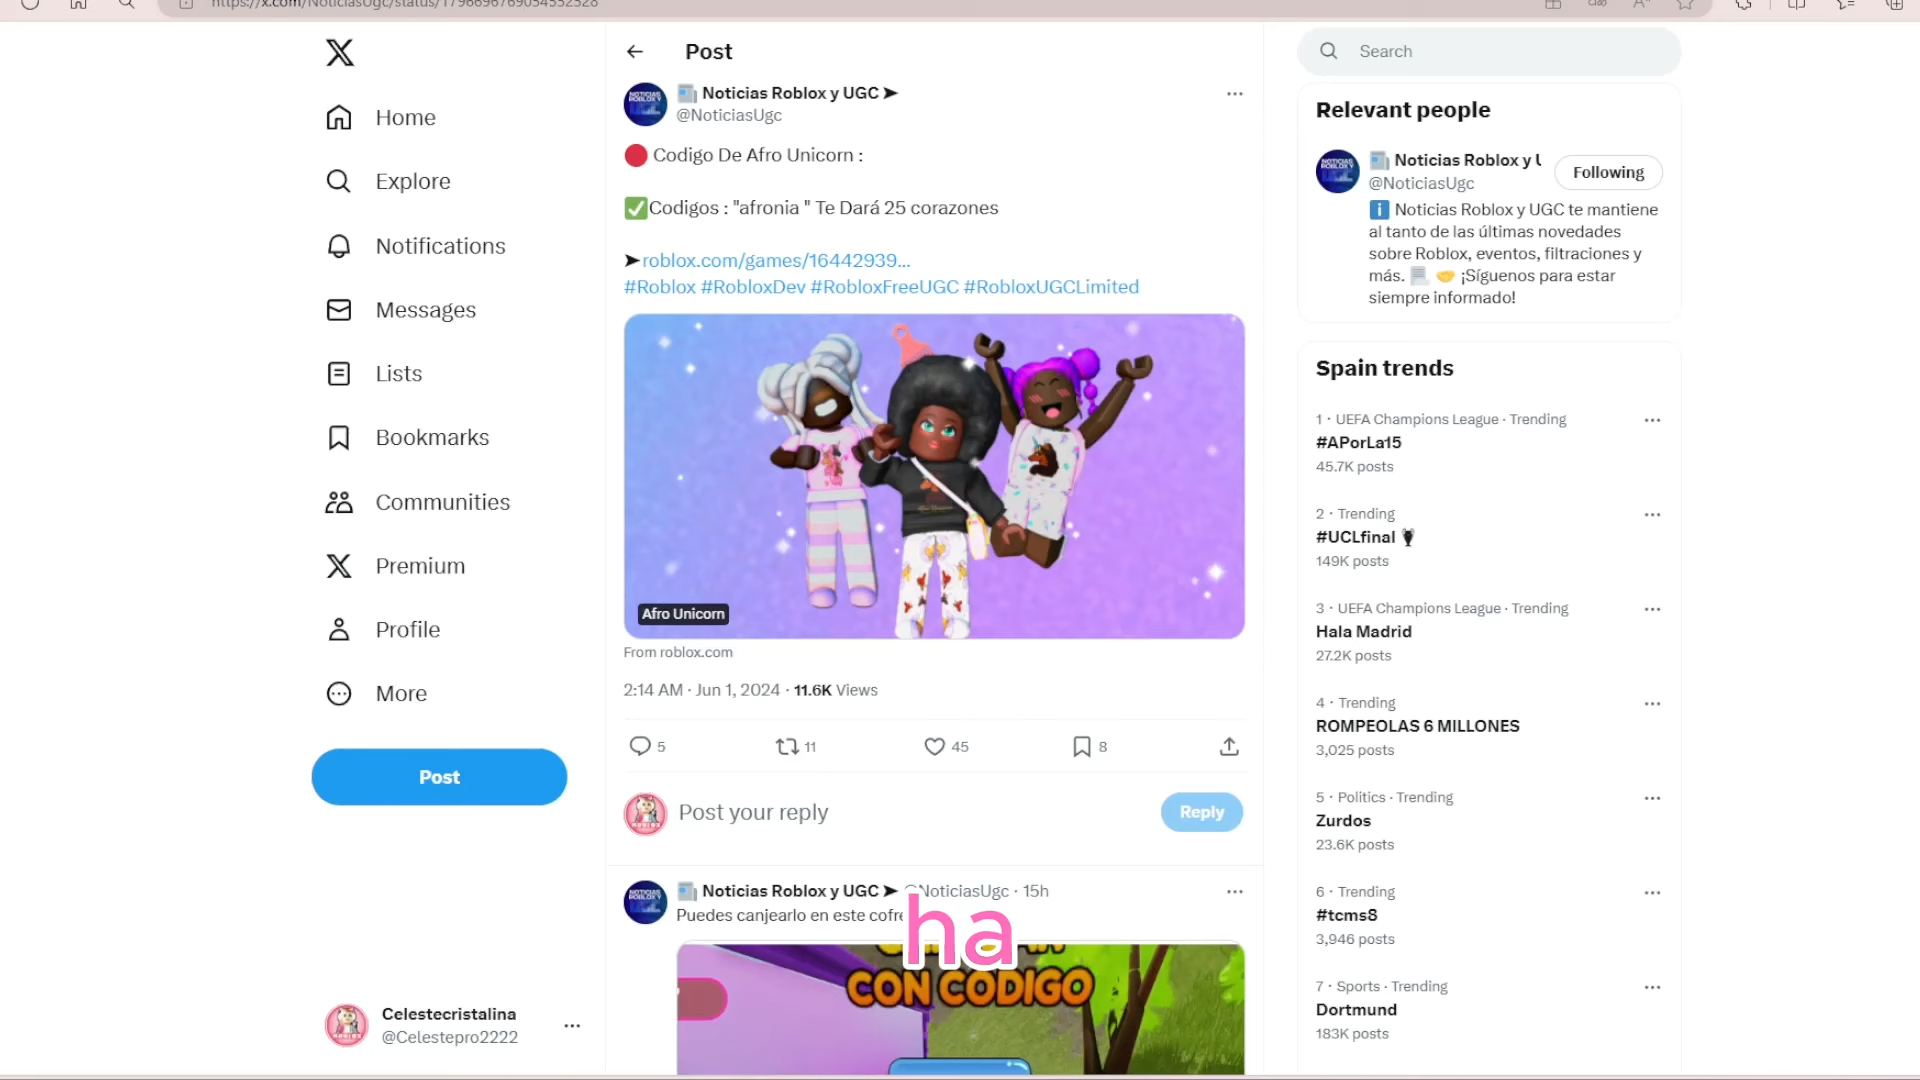 https://x.com/NoticiasUgc/status/1796696769054552528
Home
Explore
Notifications
Messages
Lists
Bookmarks
Communities
Premium
Profile
More
Post
Celestecristalina
@Celestepro2222
Post
Noticias Roblox y UGC ➤
@NoticiasUgc
🔴 Codigo De Afro Unicorn :
✅Codigos : "afronia " Te Dará 25 corazones
➤roblox.com/games/16442939...
#Roblox #RobloxDev #RobloxFreeUGC #RobloxUGCLimited
Afro Unicorn
From roblox.com
2:14 AM · Jun 1, 2024 · 11.6K Views
5 11 45 8
Post your reply
Reply
Noticias Roblox y UGC ➤ @NoticiasUgc · 15h
Puedes canjearlo en este cofre
ha
CON CODIGO
Search
Relevant people
Noticias Roblox y U
@NoticiasUgc
Following
ℹ️ Noticias Roblox y UGC te mantiene
al tanto de las últimas novedades
sobre Roblox, eventos, filtraciones y
más. 📃 🤝 ¡Síguenos para estar
siempre informado!
Spain trends
1 · UEFA Champions League · Trending
#APorLa15
45.7K posts
2 · Trending
#UCLfinal
149K posts
3 · UEFA Champions League · Trending
Hala Madrid
27.2K posts
4 · Trending
ROMPEOLAS 6 MILLONES
3,025 posts
5 · Politics · Trending
Zurdos
23.6K posts
6 · Trending
#tcms8
3,946 posts
7 · Sports · Trending
Dortmund
183K posts